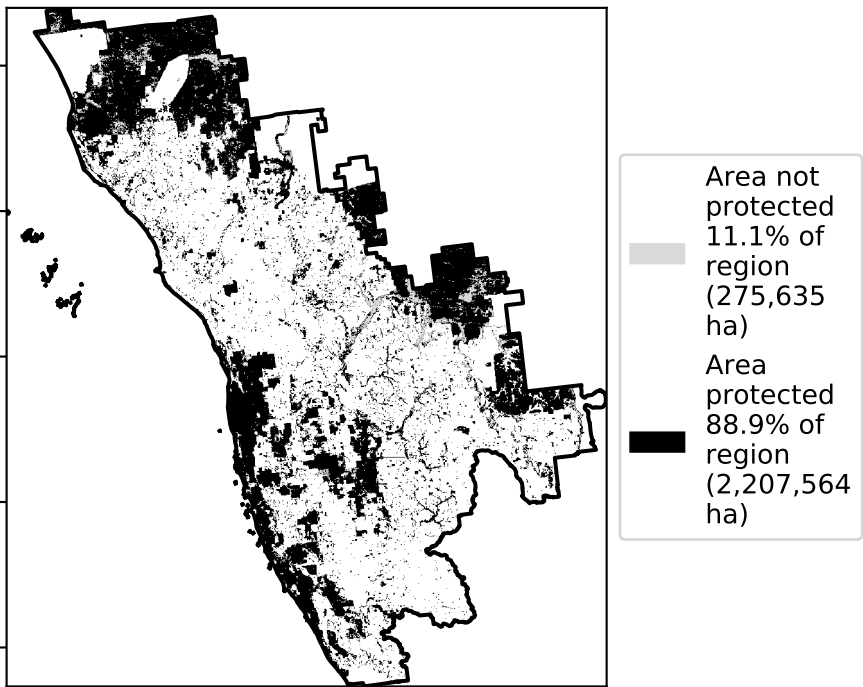 Area not
protected
11.1% of
region
(275,635
ha)
Area
protected
88.9% of
region
(2,207,564
ha)